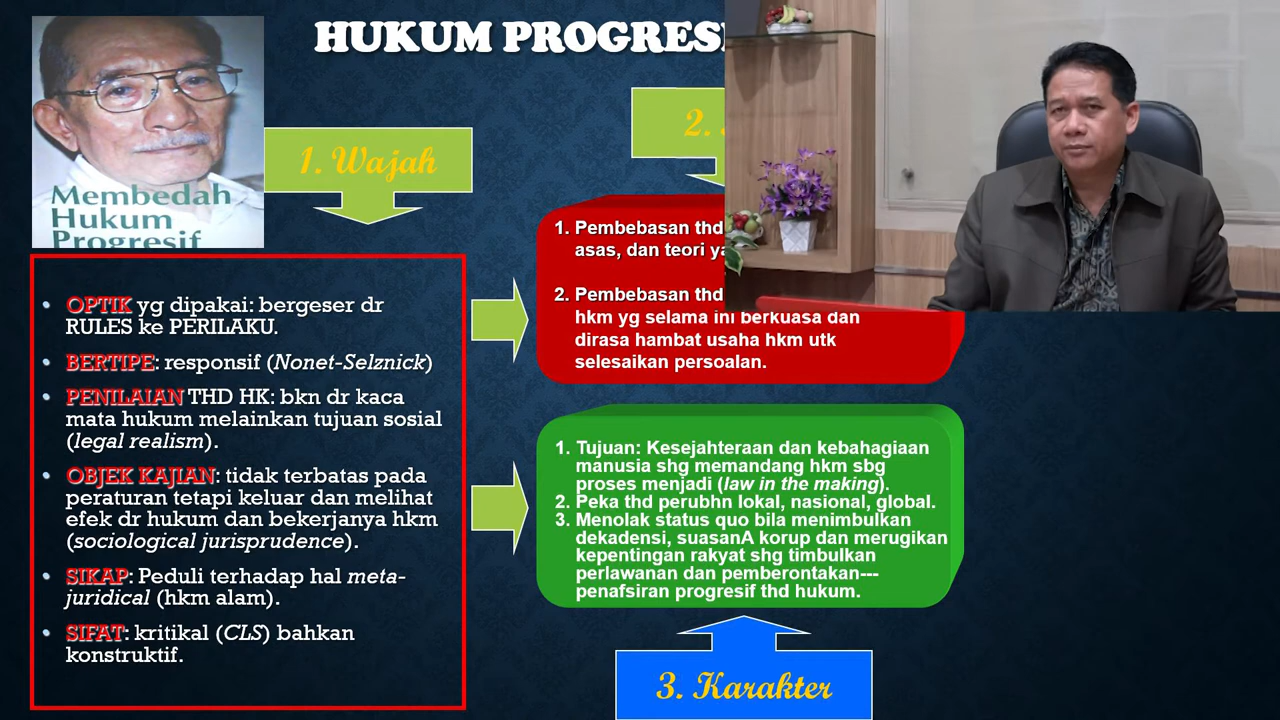 HUKUM PROGRES
Membedah
Hukum
Progresif
1. Wajah
2.
OPTIK yg dipakai: bergeser dr
RULES ke PERILAKU.
BERTIPE: responsif (Nonet-Selznick)
PENILAIAN THD HK: bkn dr kaca
mata hukum melainkan tujuan sosial
(legal realism).
OBJEK KAJIAN: tidak terbatas pada
peraturan tetapi keluar dan melihat
efek dr hukum dan bekerjanya hkm
(sociological jurisprudence).
SIKAP: Peduli terhadap hal meta-
juridical (hkm alam).
SIFAT: kritikal (CLS) bahkan
konstruktif.
1. Pembebasan thd
asas, dan teori ya
2. Pembebasan thd
hkm yg selama ini berkuasa dan
dirasa hambat usaha hkm utk
selesaikan persoalan.
1. Tujuan: Kesejahteraan dan kebahagiaan
manusia shg memandang hkm sbg
proses menjadi (law in the making).
2. Peka thd perubhn lokal, nasional, global.
3. Menolak status quo bila menimbulkan
dekadensi, suasanA korup dan merugikan
kepentingan rakyat shg timbulkan
perlawanan dan pemberontakan---
penafsiran progresif thd hukum.
3. Karakter